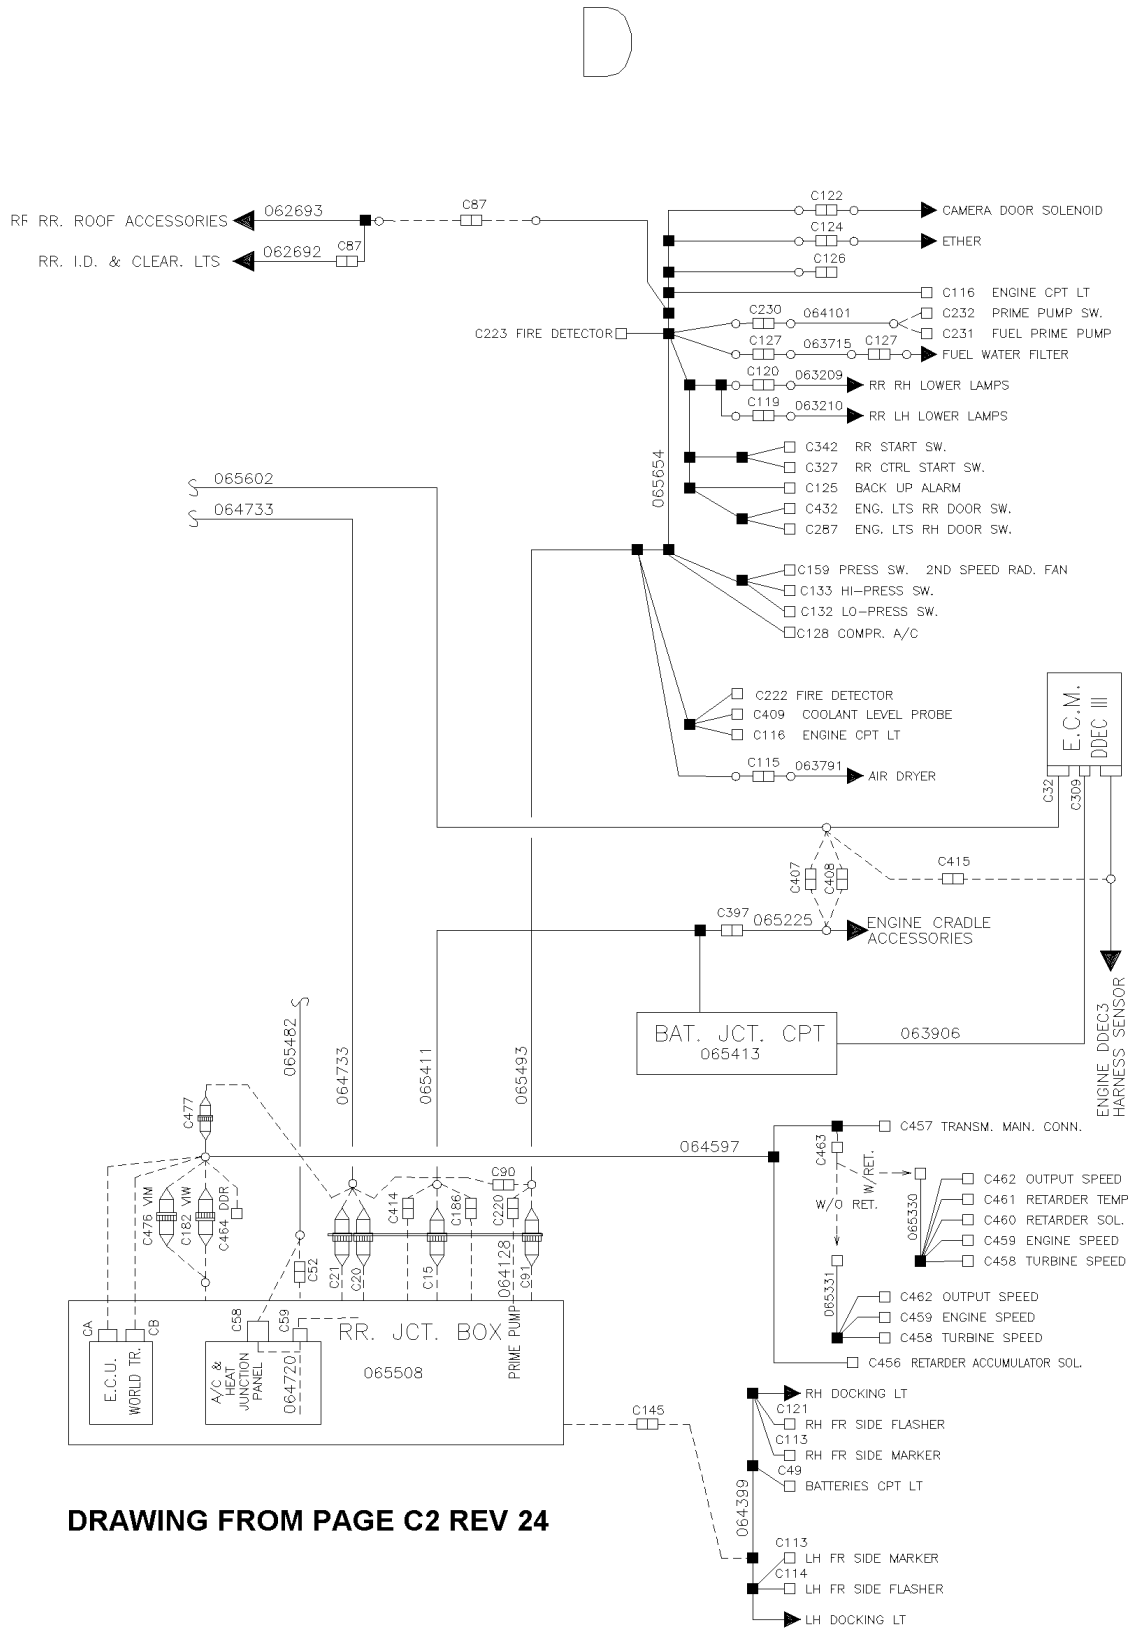 D
RF RR. ROOF ACCESSORIES
062693
C87
RR. I.D. & CLEAR. LTS
062692
C87
C122
CAMERA DOOR SOLENOID
C124
ETHER
C126
C116 ENGINE CPT LT
C230
064101
C232 PRIME PUMP SW.
C223 FIRE DETECTOR
C231 FUEL PRIME PUMP
C127
063715
C127
FUEL WATER FILTER
C120
063209
RR RH LOWER LAMPS
C119
063210
RR LH LOWER LAMPS
065654
C342 RR START SW.
C327 RR CTRL START SW.
C125 BACK UP ALARM
C432 ENG. LTS RR DOOR SW.
C287 ENG. LTS RH DOOR SW.
065602
064733
C159 PRESS SW. 2ND SPEED RAD. FAN
C133 HI-PRESS SW.
C132 LO-PRESS SW.
C128 COMPR. A/C
C222 FIRE DETECTOR
C409 COOLANT LEVEL PROBE
C116 ENGINE CPT LT
C115
063791
AIR DRYER
E.C.M.
DDEC III
C32
C309
C407
C408
C415
C397
065225
ENGINE CRADLE
ACCESSORIES
BAT. JCT. CPT
065413
063906
ENGINE DDEC3
HARNESS SENSOR
065482
064733
065411
065493
C477
064597
C463
C457 TRANSM. MAIN. CONN.
W/RET.
W/O RET.
065330
C462 OUTPUT SPEED
C461 RETARDER TEMP
C460 RETARDER SOL.
C459 ENGINE SPEED
C458 TURBINE SPEED
065331
C462 OUTPUT SPEED
C459 ENGINE SPEED
C458 TURBINE SPEED
C456 RETARDER ACCUMULATOR SOL.
C476 VIM
C182 VIW
C464 DDR
C52
C21
C20
C414
C15
C186
C90
C220
064128
C91
CA
CB
E.C.U.
WORLD TR.
C58
C59
A/C &
HEAT
JUNCTION
PANEL
064720
RR. JCT. BOX
065508
PRIME PUMP
C145
RH DOCKING LT
C121
RH FR SIDE FLASHER
C113
RH FR SIDE MARKER
C49
BATTERIES CPT LT
064399
C113
LH FR SIDE MARKER
C114
LH FR SIDE FLASHER
LH DOCKING LT
DRAWING FROM PAGE C2 REV 24